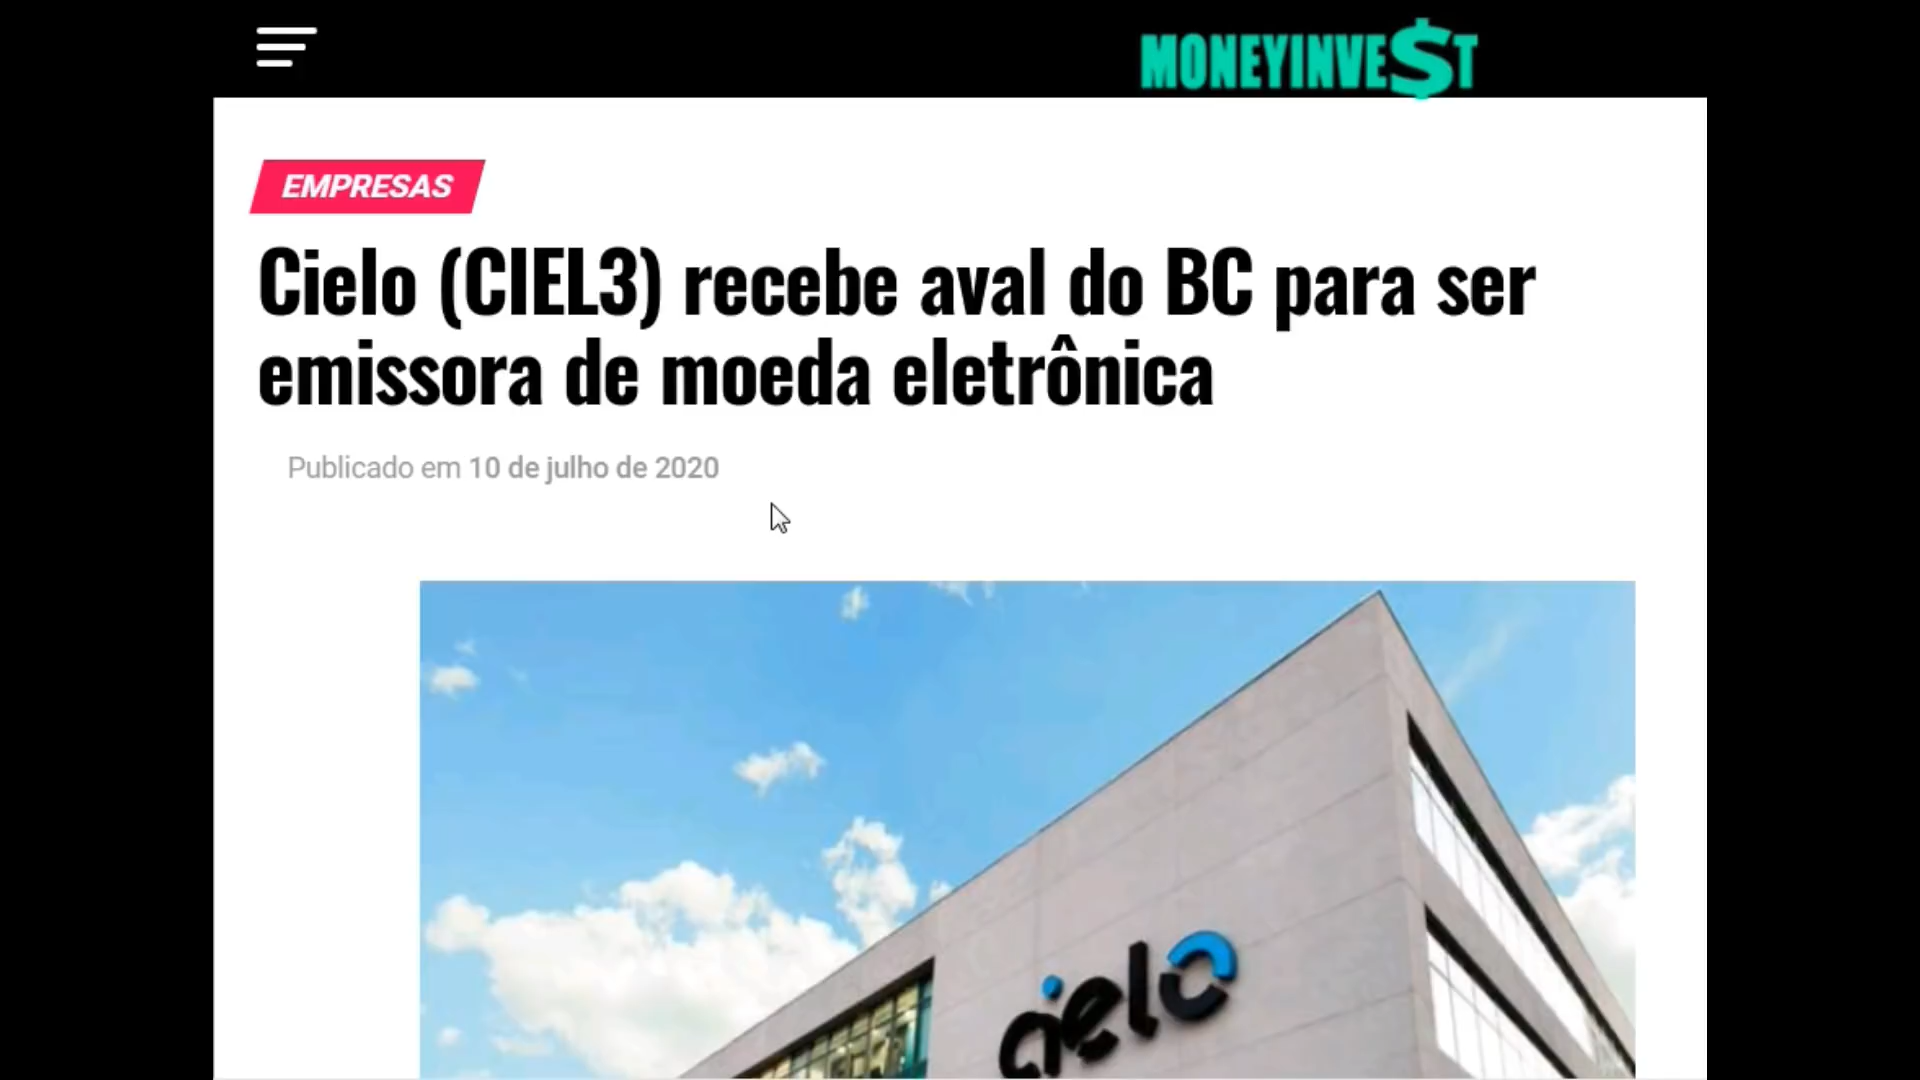 MONEYINVE$T
EMPRESAS
Cielo (CIEL3) recebe aval do BC para ser
emissora de moeda eletrônica
Publicado em 10 de julho de 2020
cielo